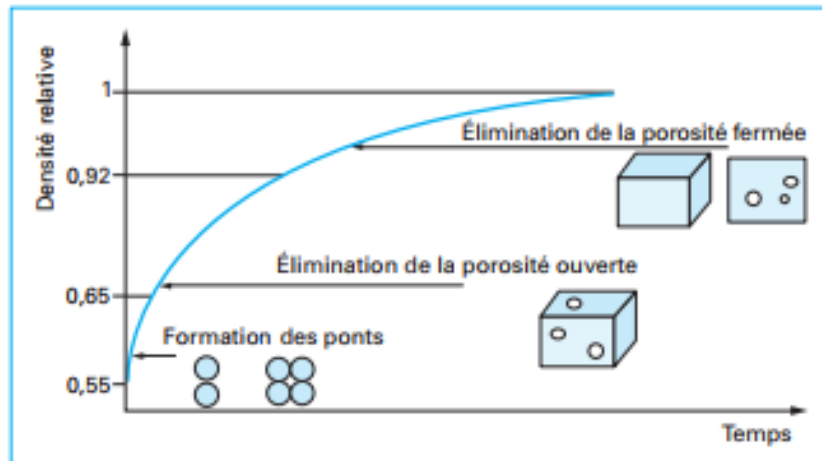 Densité relative
1
Élimination de la porosité fermée
0,92
Élimination de la porosité ouverte
0,65
Formation des ponts
0,55
Temps